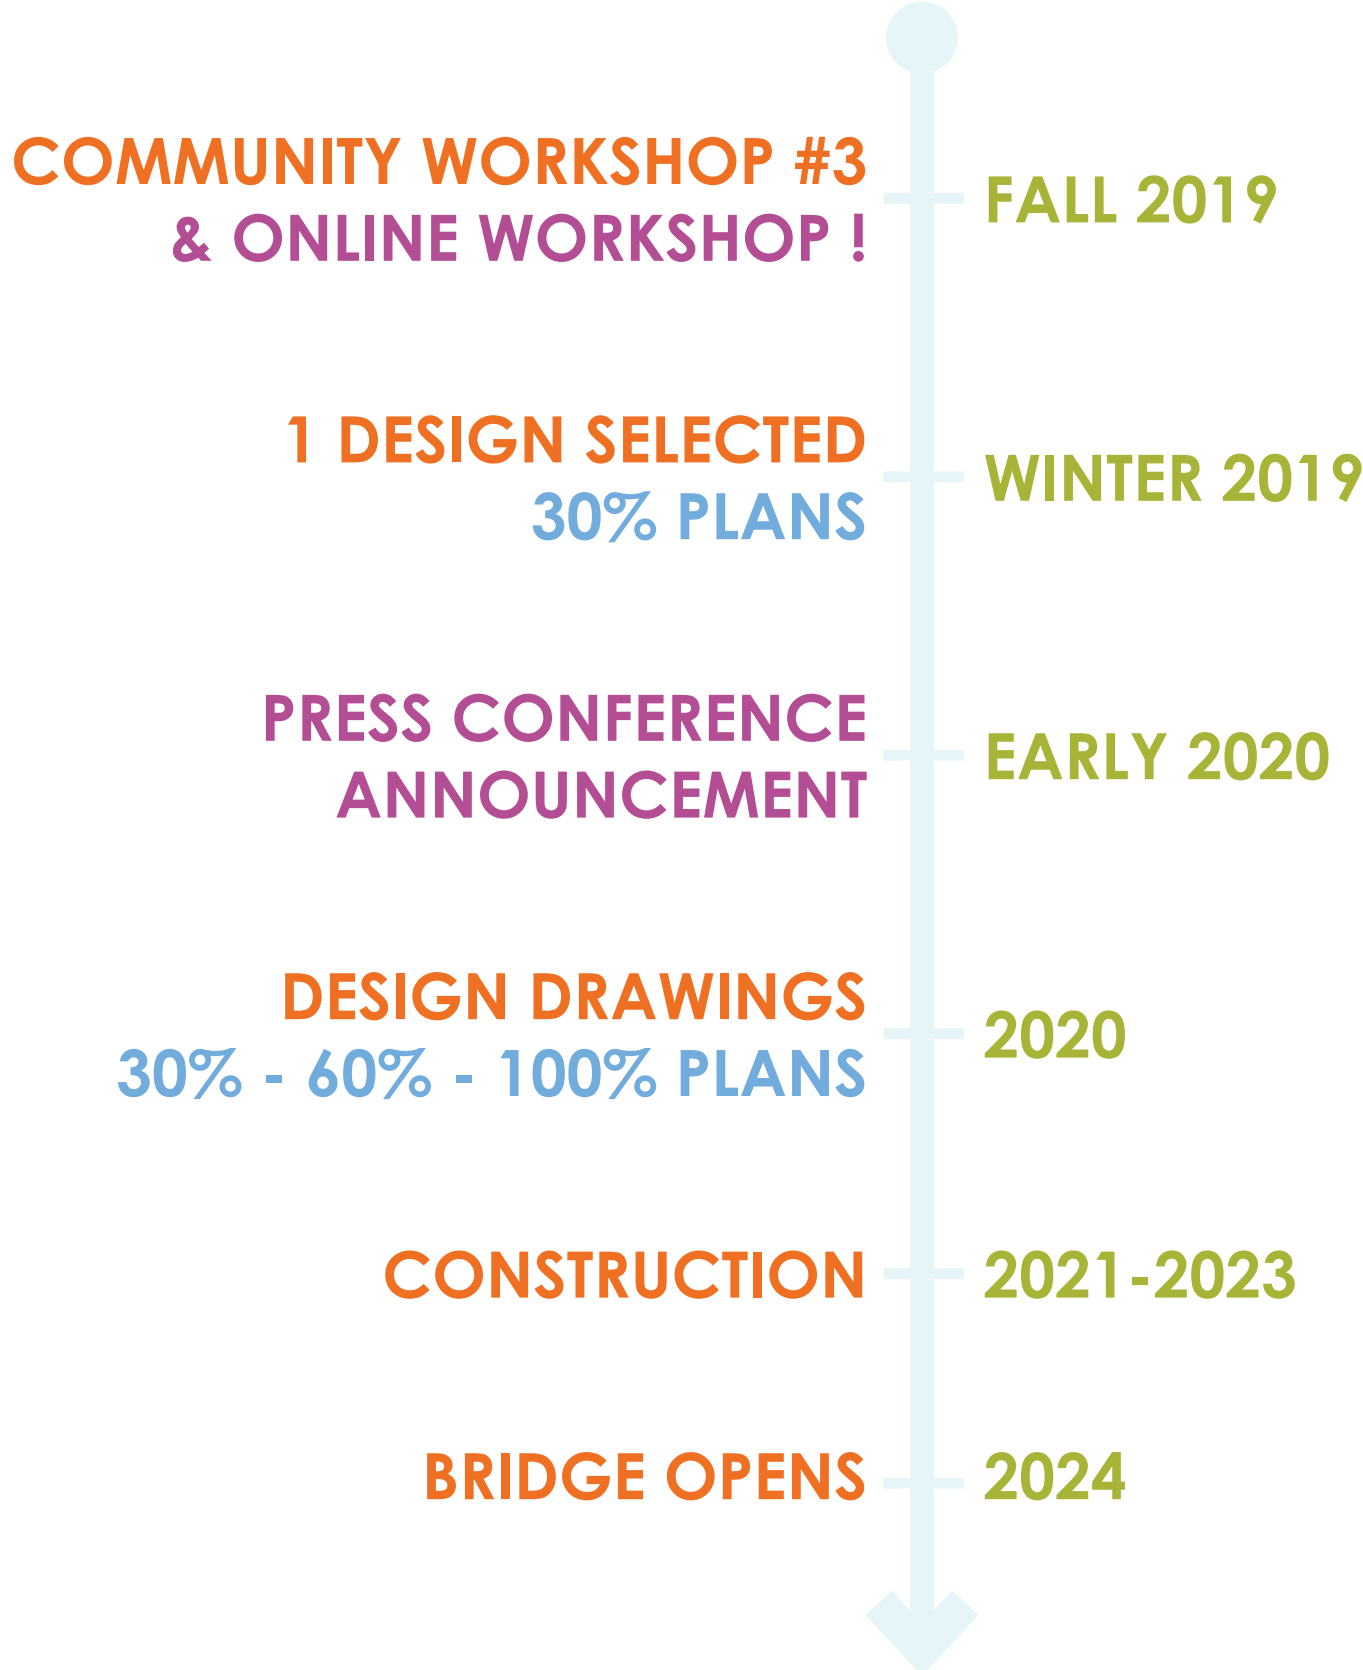 COMMUNITY WORKSHOP #3
& ONLINE WORKSHOP !
FALL 2019
1 DESIGN SELECTED
30% PLANS
WINTER 2019
PRESS CONFERENCE
ANNOUNCEMENT
EARLY 2020
DESIGN DRAWINGS
30% - 60% - 100% PLANS
2020
CONSTRUCTION
2021-2023
BRIDGE OPENS
2024